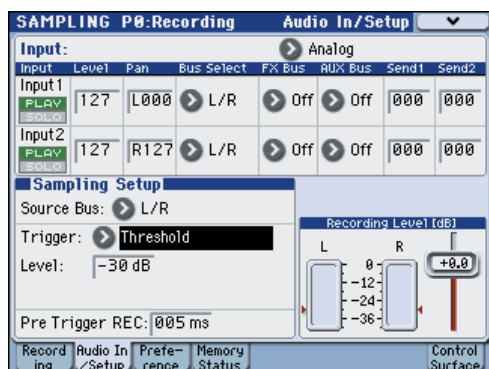 SAMPLING P0:Recording Audio In/Setup
Input: Analog
Input Level Pan Bus Select FX Bus AUX Bus Send1 Send2
Input1
PLAY 127 L000 L/R Off Off 000 000
SOLO
Input2
PLAY 127 R127 L/R Off Off 000 000
SOLO
Sampling Setup
Source Bus: L/R
Trigger: Threshold
Level: -30 dB
Pre Trigger REC: 005 ms
Recording Level [dB]
L R
0 +0.0
-12
-24
-36
Record Audio In Prefe- Memory Control
ing /Setup rence Status Surface